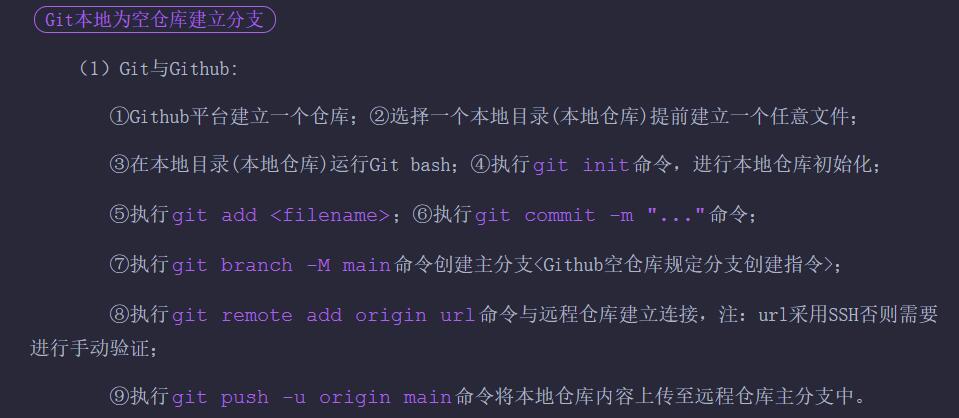 Git本地为空仓库建立分支
（1）Git与Github:
①Github平台建立一个仓库；②选择一个本地目录(本地仓库)提前建立一个任意文件；
③在本地目录(本地仓库)运行Git bash；④执行git init命令，进行本地仓库初始化；
⑤执行git add <filename>；⑥执行git commit -m "..."命令；
⑦执行git branch -M main命令创建主分支<Github空仓库规定分支创建指令>；
⑧执行git remote add origin url命令与远程仓库建立连接，注：url采用SSH否则需要
进行手动验证；
⑨执行git push -u origin main命令将本地仓库内容上传至远程仓库主分支中。